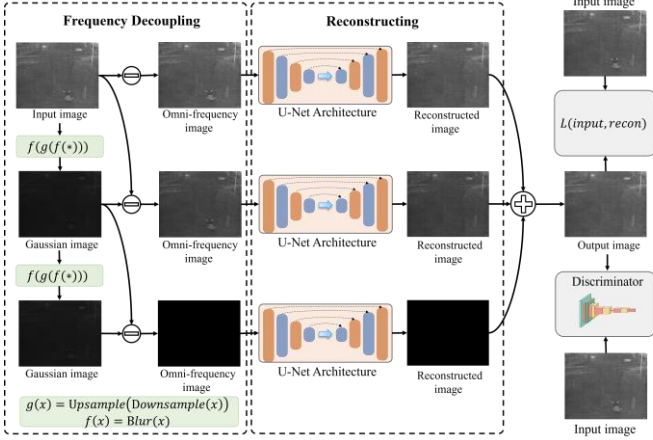 Frequency Decoupling
Reconstructing
Input image
Input image
Omni-frequency
image
U-Net Architecture
Reconstructed
image
f(g(f(∗)))
L(input, recon)
Gaussian image
Omni-frequency
image
U-Net Architecture
Reconstructed
image
Output image
f(g(f(∗)))
Discriminator
Gaussian image
Omni-frequency
image
U-Net Architecture
Reconstructed
image
g(x) = Upsample(Downsample(x))
f(x) = Blur(x)
Input image